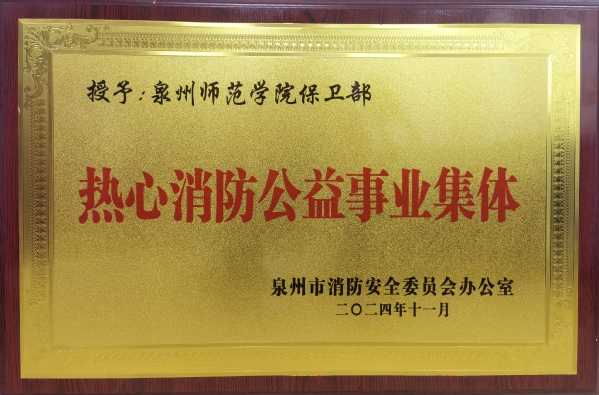 授予：泉州师范学院保卫部
热心消防公益事业集体
泉州市消防安全委员会办公室
二〇二四年十一月